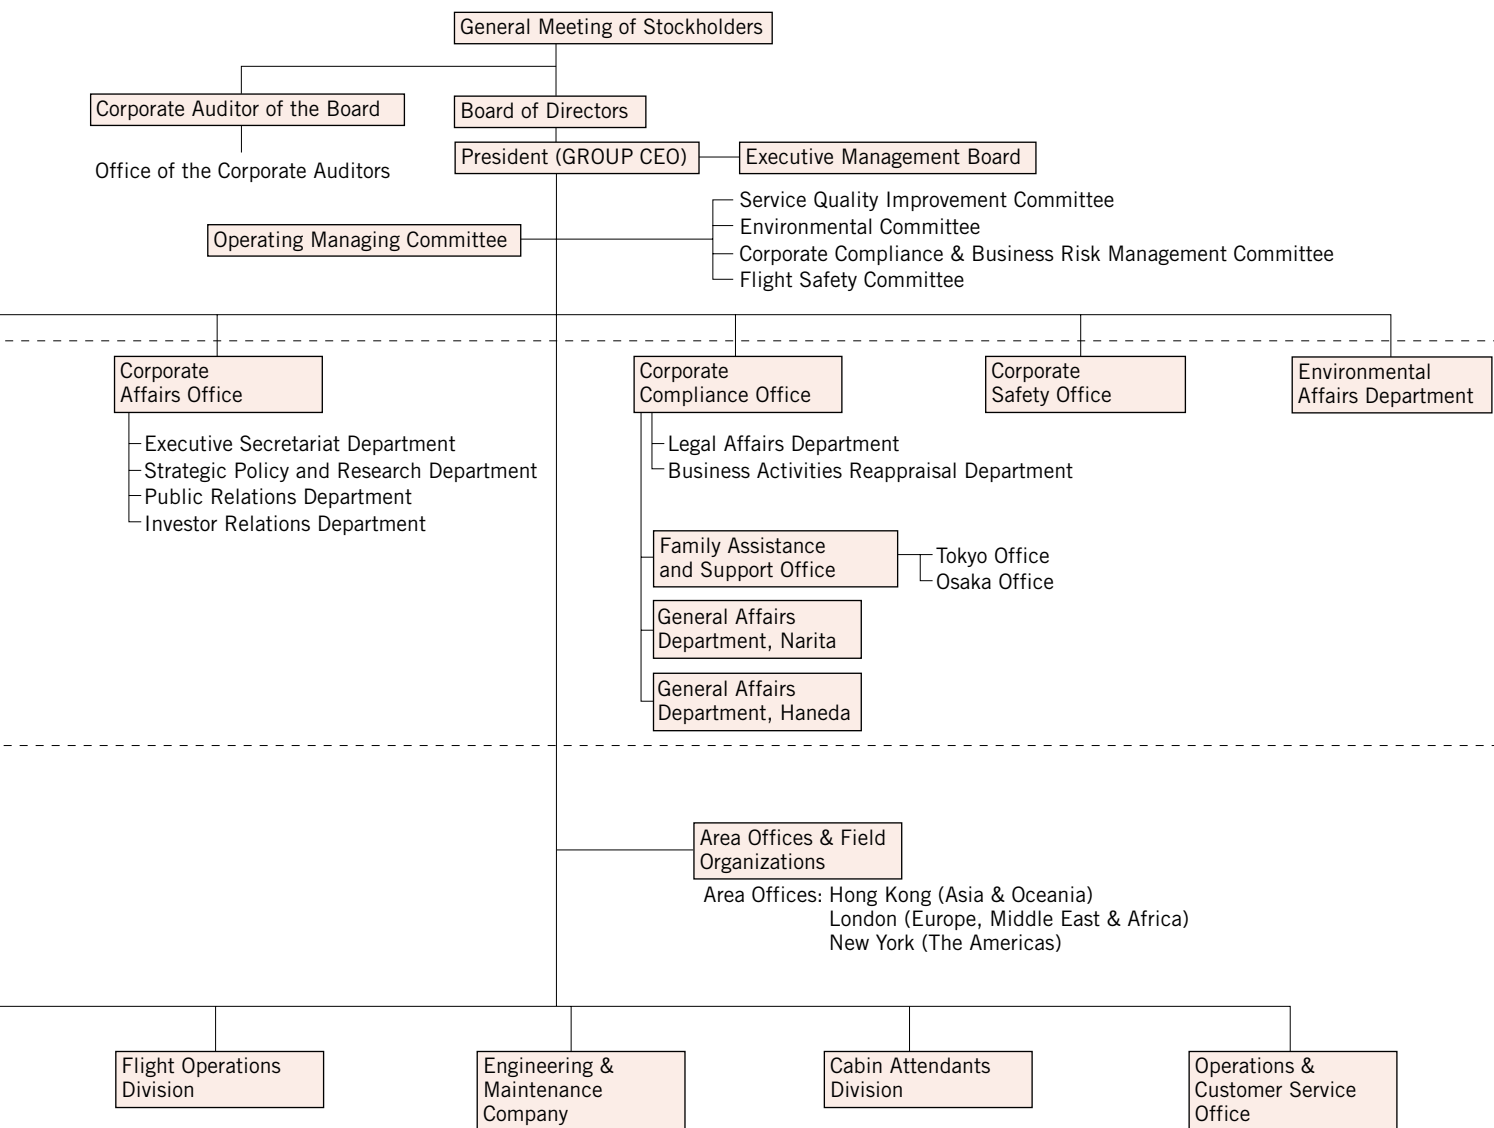 General Meeting of Stockholders
Corporate Auditor of the Board
Board of Directors
Office of the Corporate Auditors
President (GROUP CEO)
Executive Management Board
Operating Managing Committee
Service Quality Improvement Committee
Environmental Committee
Corporate Compliance & Business Risk Management Committee
Flight Safety Committee
Corporate
Affairs Office
Executive Secretariat Department
Strategic Policy and Research Department
Public Relations Department
Investor Relations Department
Corporate
Compliance Office
Legal Affairs Department
Business Activities Reappraisal Department
Family Assistance
and Support Office
Tokyo Office
Osaka Office
General Affairs
Department, Narita
General Affairs
Department, Haneda
Corporate
Safety Office
Environmental
Affairs Department
Area Offices & Field
Organizations
Area Offices: Hong Kong (Asia & Oceania)
London (Europe, Middle East & Africa)
New York (The Americas)
Flight Operations
Division
Engineering &
Maintenance
Company
Cabin Attendants
Division
Operations &
Customer Service
Office